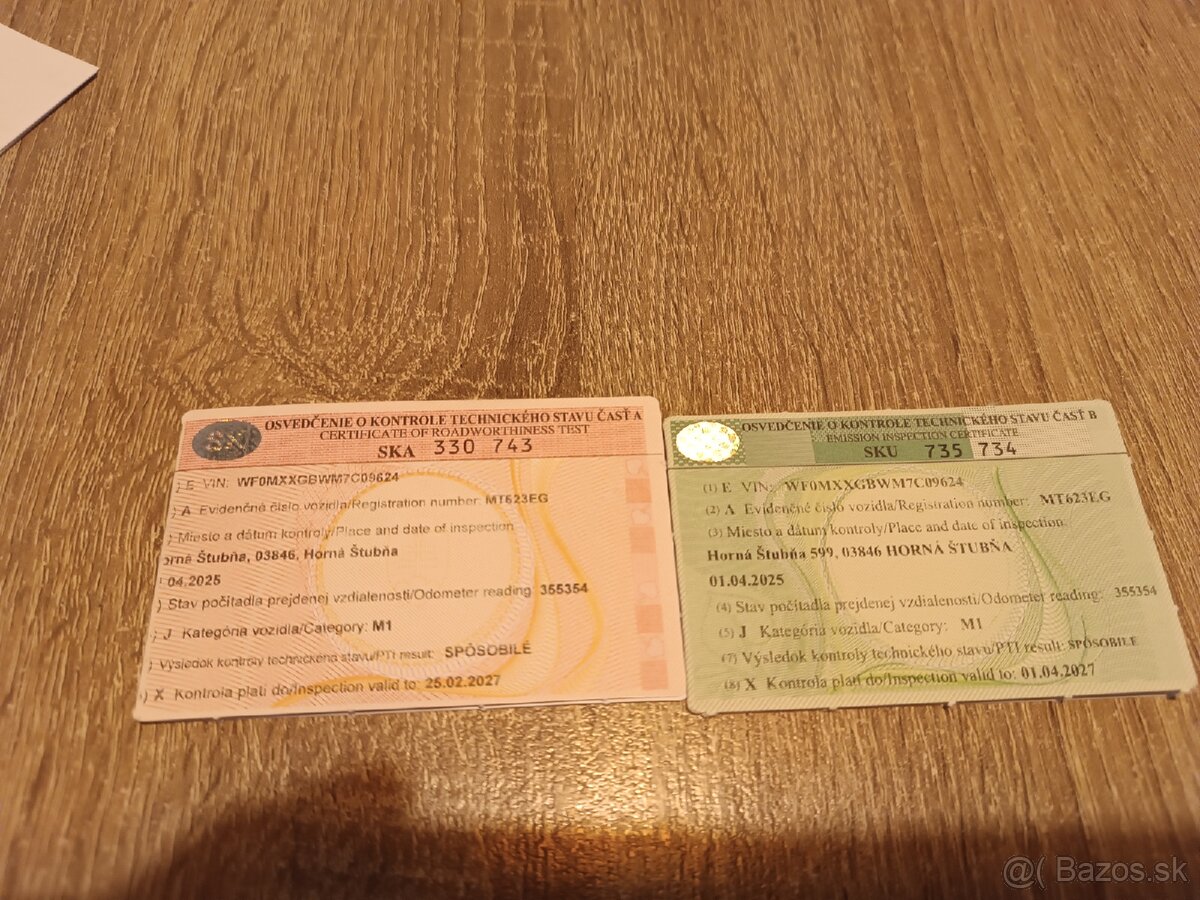 OSVEDČENIE O KONTROLE TECHNICKÉHO STAVU ČASŤ A
CERTIFICATE OF ROADWORTHINESS TEST
SKA 330 743
) E VIN: WF0MXXGBWM7C09624
) A Evidenčné číslo vozidla/Registration number: MT623EG
) Miesto a dátum kontroly/Place and date of inspection
orná Štubňa, 03846, Horná Štubňa
04.2025
) Stav počítadla prejdenej vzdialenosti/Odometer reading: 355354
) J Kategória vozidla/Category: M1
) Výsledok kontroly technického stavu/PTI result: SPÔSOBILÉ
) X Kontrola platí do/Inspection valid to: 25.02.2027
OSVEDČENIE O KONTROLE TECHNICKÉHO STAVU ČASŤ B
EMISSION INSPECTION CERTIFICATE
SKU 735 734
(1) E VIN: WF0MXXGBWM7C09624
(2) A Evidenčné číslo vozidla/Registration number: MT623EG
(3) Miesto a dátum kontroly/Place and date of inspection:
Horná Štubňa 599, 03846 HORNÁ ŠTUBŇA
01.04.2025
(4) Stav počítadla prejdenej vzdialenosti/Odometer reading: 355354
(5) J Kategória vozidla/Category: M1
(7) Výsledok kontroly technického stavu/PTI result: SPÔSOBILÉ
(8) X Kontrola platí do/Inspection valid to: 01.04.2027
@( Bazos.sk